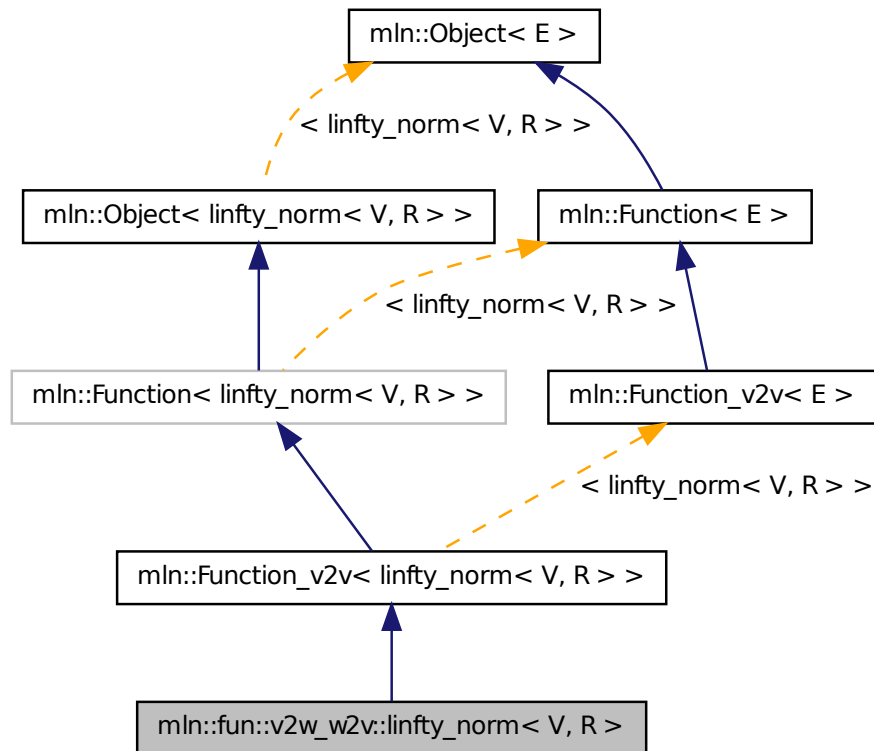 mln::Object< E >
< linfty_norm< V, R > >
mln::Object< linfty_norm< V, R > >
mln::Function< E >
< linfty_norm< V, R > >
mln::Function< linfty_norm< V, R > >
mln::Function_v2v< E >
< linfty_norm< V, R > >
mln::Function_v2v< linfty_norm< V, R > >
mln::fun::v2w_w2v::linfty_norm< V, R >